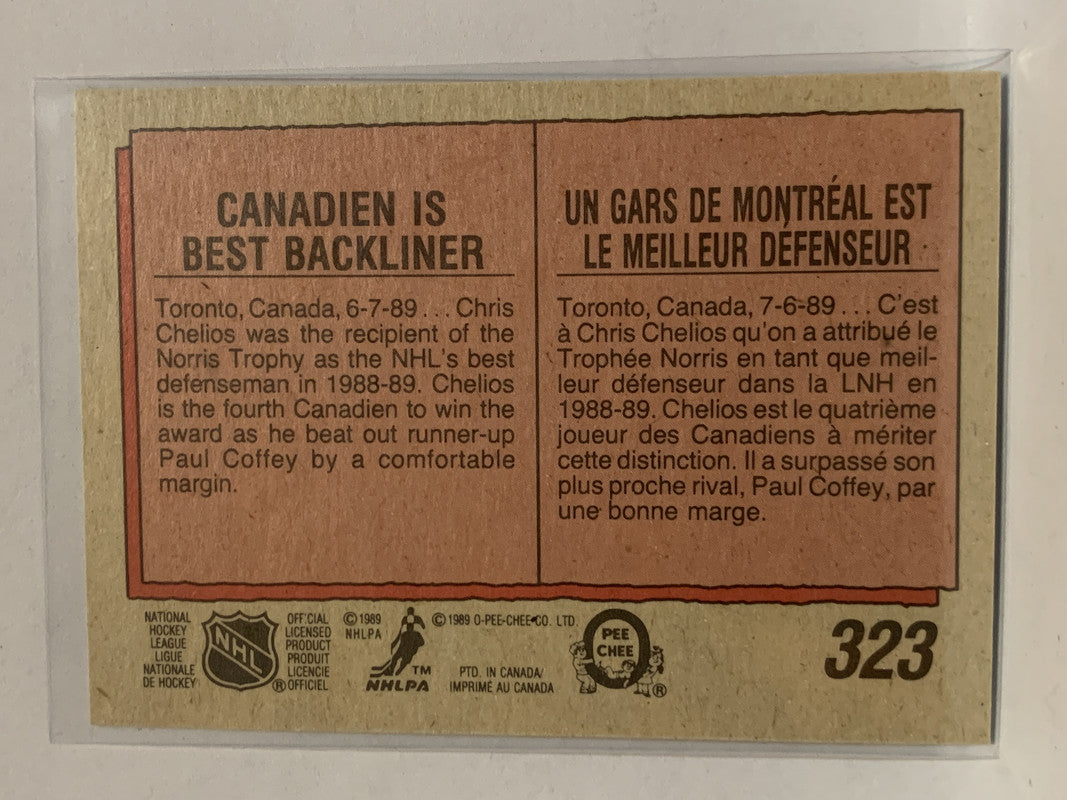 CANADIEN IS
BEST BACKLINER
Toronto, Canada, 6-7-89 ... Chris
Chelios was the recipient of the
Norris Trophy as the NHL's best
defenseman in 1988-89. Chelios
is the fourth Canadien to win the
award as he beat out runner-up
Paul Coffey by a comfortable
margin.
UN GARS DE MONTRÉAL EST
LE MEILLEUR DÉFENSEUR
Toronto, Canada, 7-6-89 ... C'est
à Chris Chelios qu'on a attribué le
Trophée Norris en tant que meil-
leur défenseur dans la LNH en
1988-89. Chelios est le quatrième
joueur des Canadiens à mériter
cette distinction. Il a surpassé son
plus proche rival, Paul Coffey, par
une bonne marge.
NATIONAL
HOCKEY
LEAGUE
LIGUE
NATIONALE
DE HOCKEY
NHL
®
OFFICIAL
LICENSED
PRODUCT
PRODUIT
LICENCIE
OFFICIEL
© 1989
NHLPA
TM
NHLPA
© 1989 O-PEE-CHEE CO. LTD.
PTD. IN CANADA/
IMPRIMÉ AU CANADA
O
PEE
CHEE
®
323